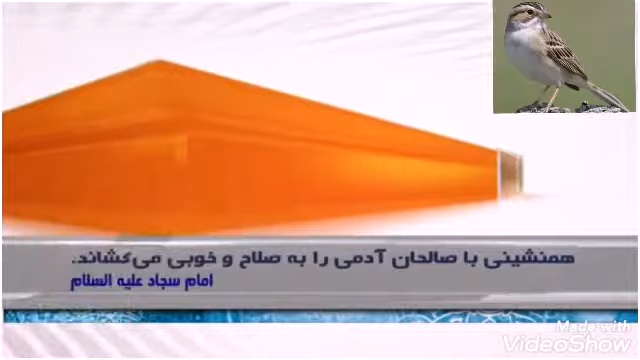 همنشینی با صالحان آدمی را به صلاح و خوبی می‌کشاند.
امام سجاد علیه السلام
Made with
VideoShow